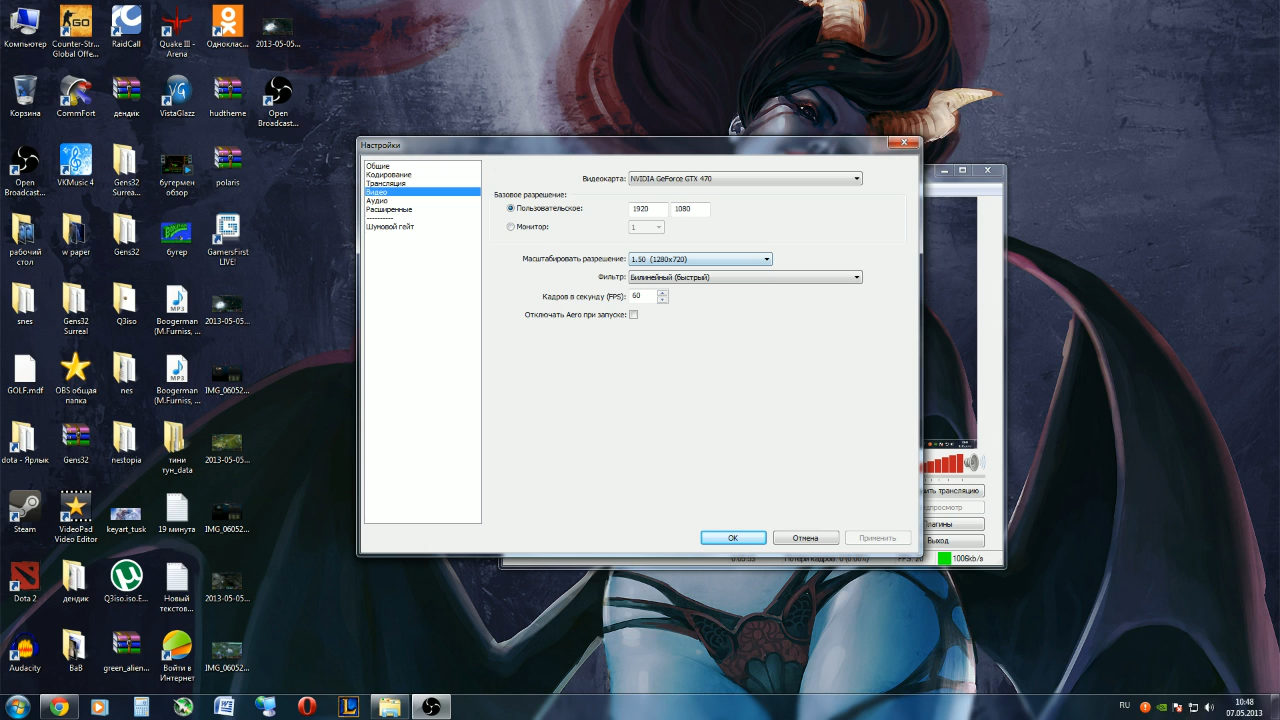 Компьютер
Counter-Str... Global Offe...
RaidCall
Quake III - Arena
Одноклас...
2013-05-05...
Корзина
CommFort
дендик
VistaGlazz
hudtheme
Open Broadcast...
Open Broadcast...
VKMusic 4
Gens32 Surreal
бугермен обзор
polaris
рабочий стол
w paper
Gens32
бугер
GamersFirst LIVE!
snes
Gens32 Surreal
Q3iso
Boogerman (M.Furniss, ...
2013-05-05...
GOLF.mdf
OBS общая папка
nes
Boogerman (M.Furniss, ...
IMG_06052...
dota - Ярлык
Gens32
nestopia
тини тун_data
2013-05-05...
Steam
VideoPad Video Editor
keyart_tusk
19 минута
IMG_06052...
Dota 2
дендик
Q3iso.iso.E...
Новый текстов...
2013-05-05...
Audacity
BaB
green_alien...
Войти в Интернет
IMG_06052...
Настройки
Общие
Кодирование
Трансляция
Видео
Аудио
Расширенные
----------
Шумовой гейт
Видеокарта: NVIDIA GeForce GTX 470
Базовое разрешение:
Пользовательское: 1920 1080
Монитор: 1
Масштабировать разрешение: 1.50 (1280x720)
Фильтр: Билинейный (быстрый)
Кадров в секунду (FPS): 60
Отключать Aero при запуске:
OK Отмена Применить
ить трансляцию
дпросмотр
Плагины
Выход
1006kb/s
RU
10:48
07.05.2013